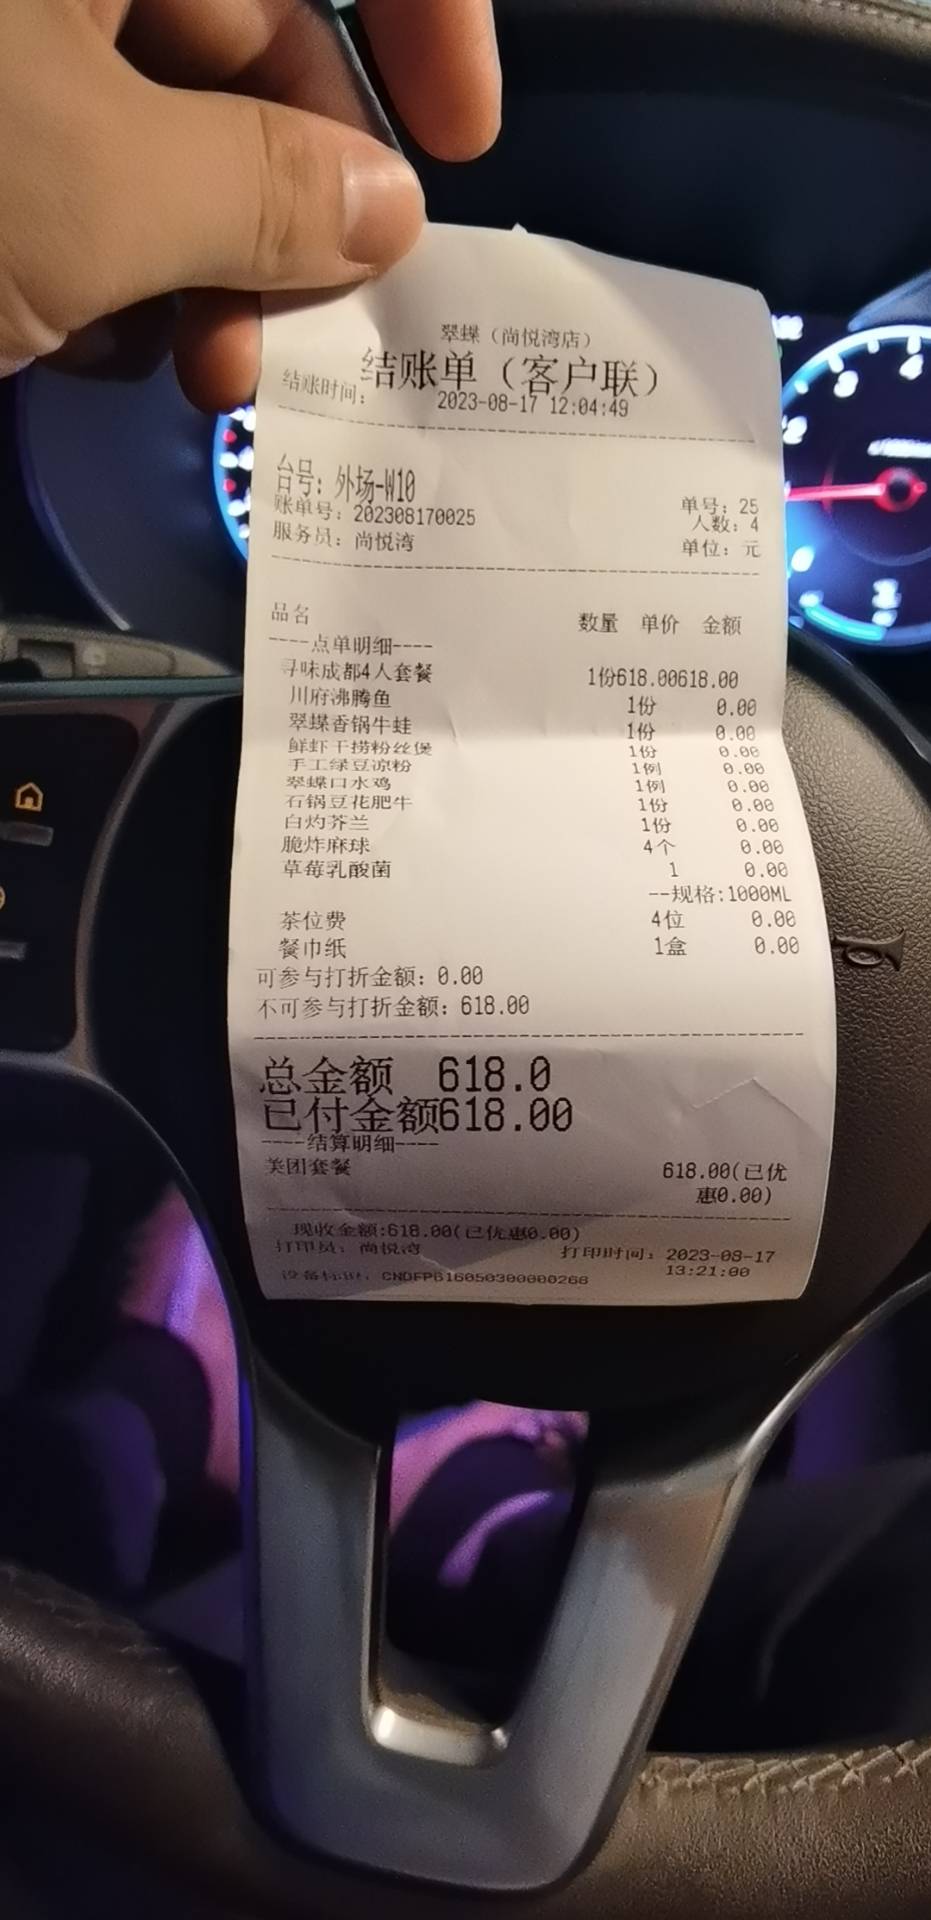 翠蝶（尚悦湾店）
结账单（客户联）
结账时间： 2023-08-17 12:04:49
台号：外场-W10
账单号：202308170025 单号：25
人数：4
服务员：尚悦湾 单位：元
品名 数量 单价 金额
----点单明细----
寻味成都4人套餐 1份618.00618.00
川府沸腾鱼 1份 0.00
翠蝶香锅牛蛙 1份 0.00
鲜虾干捞粉丝煲 1份 0.00
手工绿豆凉粉 1例 0.00
翠蝶口水鸡 1例 0.00
石锅豆花肥牛 1份 0.00
白灼芥兰 1份 0.00
脆炸麻球 4个 0.00
草莓乳酸菌 1 0.00
--规格:1000ML
茶位费 4位 0.00
餐巾纸 1盒 0.00
可参与打折金额：0.00
不可参与打折金额：618.00
总金额 618.0
已付金额618.00
----结算明细----
美团套餐 618.00(已优
惠0.00)
现收金额:618.00(已优惠0.00)
打印员：尚悦湾 打印时间：2023-08-17
13:21:00
设备标识：
2
3
4